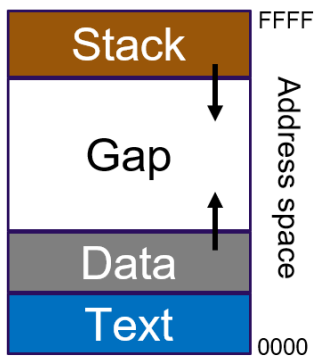 Stack
FFFF
Gap
Address space
Data
Text
0000